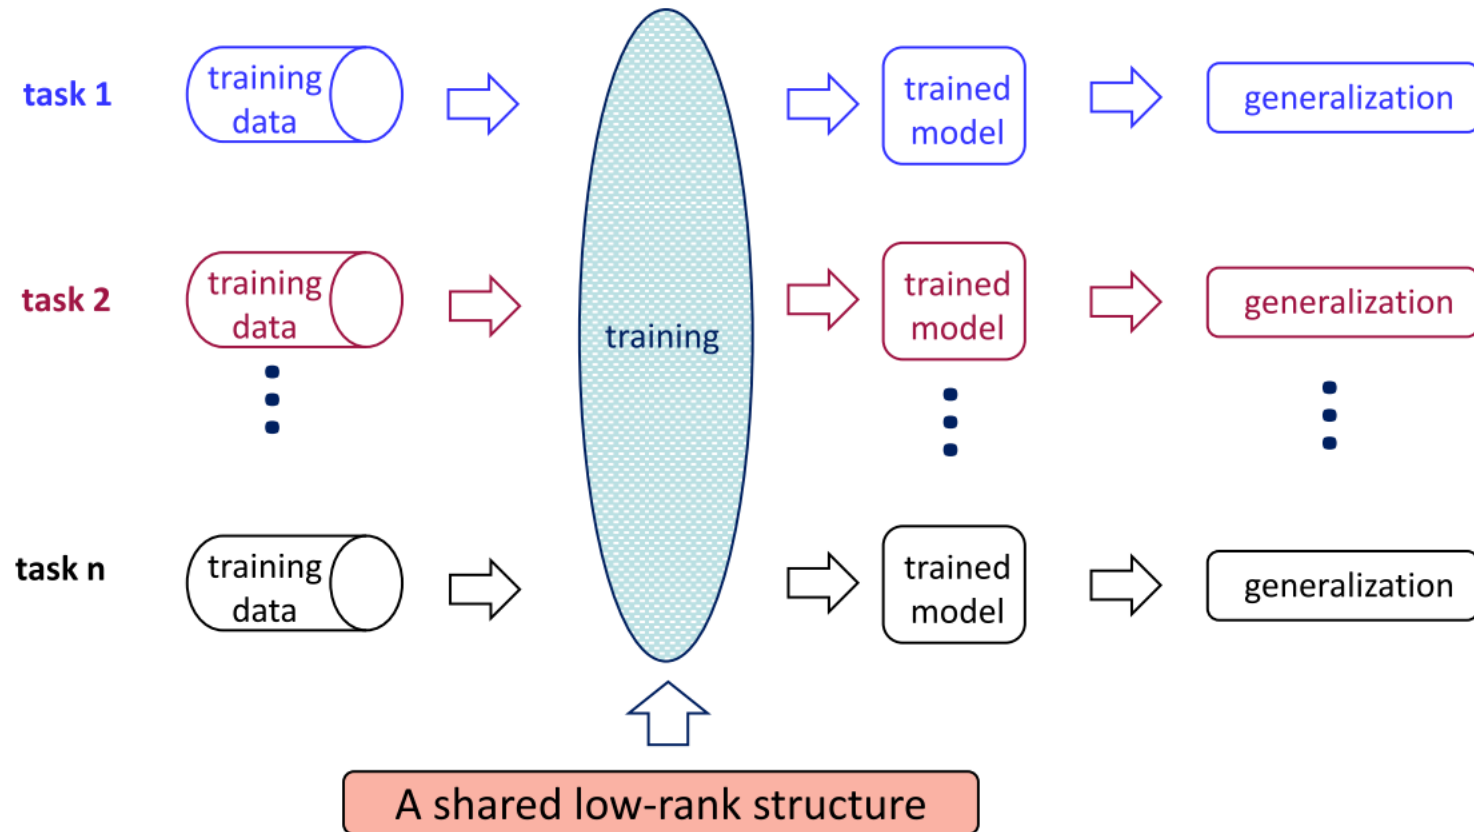 task 1
training
data
trained
model
generalization
task 2
training
data
trained
model
generalization
training
task n
training
data
trained
model
generalization
A shared low-rank structure